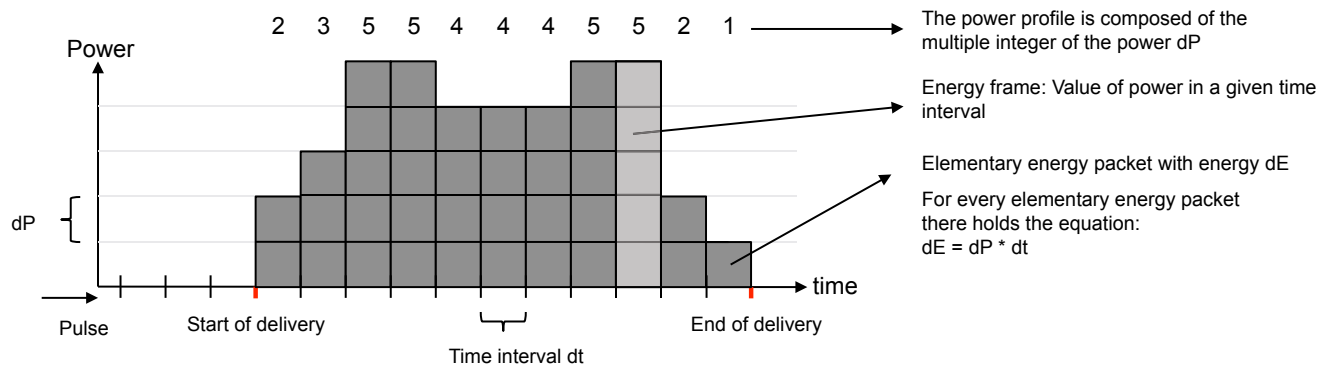 2 3 5 5 4 4 4 5 5 2 1
The power profile is composed of the
multiple integer of the power dP
Power
Energy frame: Value of power in a given time
interval
Elementary energy packet with energy dE
For every elementary energy packet
there holds the equation:
dE = dP * dt
dP
time
Pulse
Start of delivery
End of delivery
Time interval dt